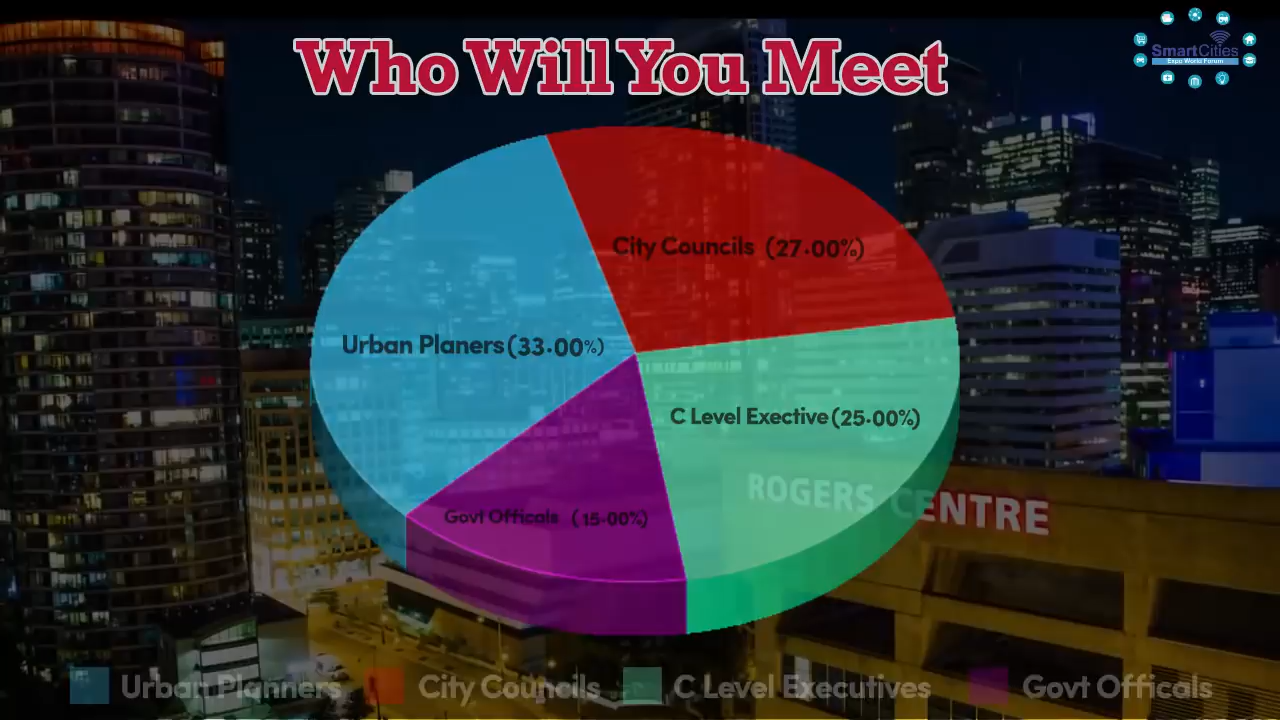 Who Will You Meet
SmartCities
Expo World Forum
City Councils (27.00%)
Urban Planers (33.00%)
C Level Exective (25.00%)
ROGERS CENTRE
Govt Officals (15.00%)
Urban Planners City Councils C Level Executives Govt Officals